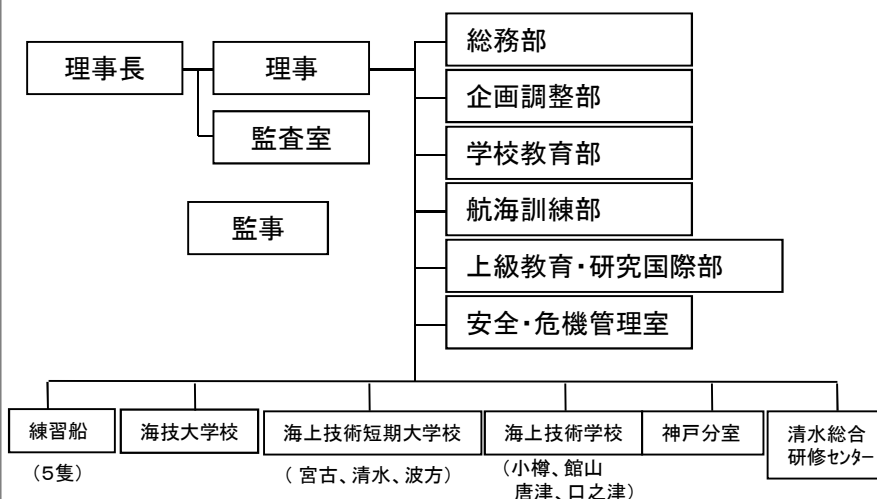 理事長
理事
監査室
監事
総務部
企画調整部
学校教育部
航海訓練部
上級教育・研究国際部
安全・危機管理室
練習船
(5隻)
海技大学校
海上技術短期大学校
( 宮古、清水、波方)
海上技術学校
(小樽、館山
唐津、口之津)
神戸分室
清水総合
研修センター